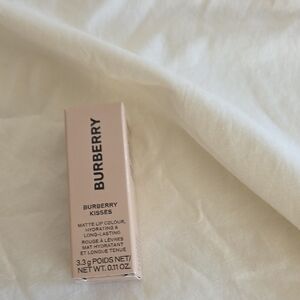 BURBERRY
BURBERRY
KISSES
MATTE LIP COLOUR,
HYDRATING &
LONG-LASTING
ROUGE À LÈVRES
MAT HYDRATANT
ET LONGUE TENUE
3.3 g POIDS NET/
NET WT. 0.11 OZ.